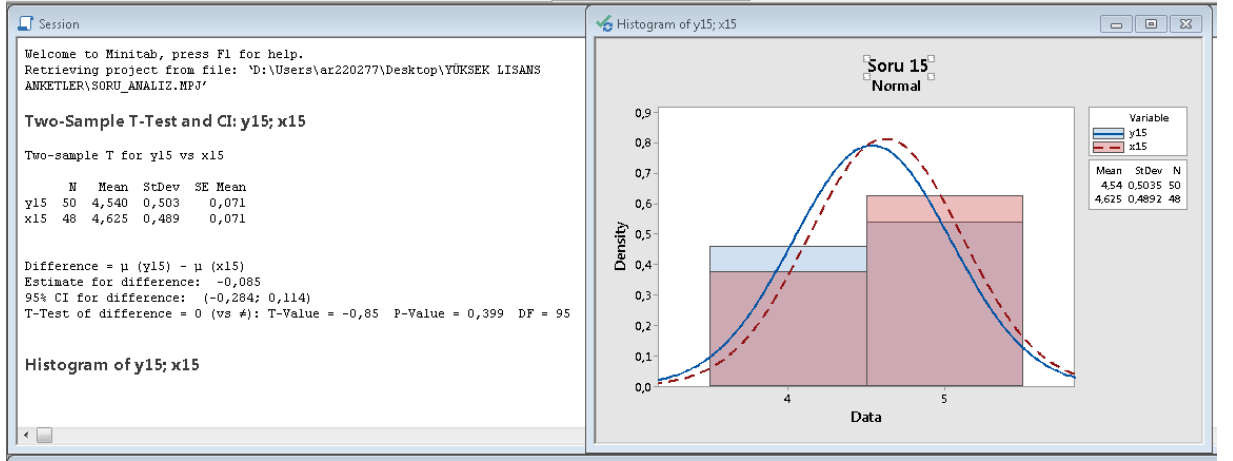 Session
Welcome to Minitab, press F1 for help.
Retrieving project from file: 'D:\Users\ar220277\Desktop\YÜKSEK LISANS
ANKETLER\SORU_ANALIZ.MPJ'
Two-Sample T-Test and CI: y15; x15
Two-sample T for y15 vs x15
N Mean StDev SE Mean
y15 50 4,540 0,503 0,071
x15 48 4,625 0,489 0,071
Difference = μ (y15) - μ (x15)
Estimate for difference: -0,085
95% CI for difference: (-0,284; 0,114)
T-Test of difference = 0 (vs ≠): T-Value = -0,85 P-Value = 0,399 DF = 95
Histogram of y15; x15
Histogram of y15; x15
Soru 15
Normal
0,9
0,8
0,7
0,6
0,5
0,4
0,3
0,2
0,1
0,0
Density
4 5
Data
Variable
y15
x15
Mean StDev N
4,54 0,5035 50
4,625 0,4892 48